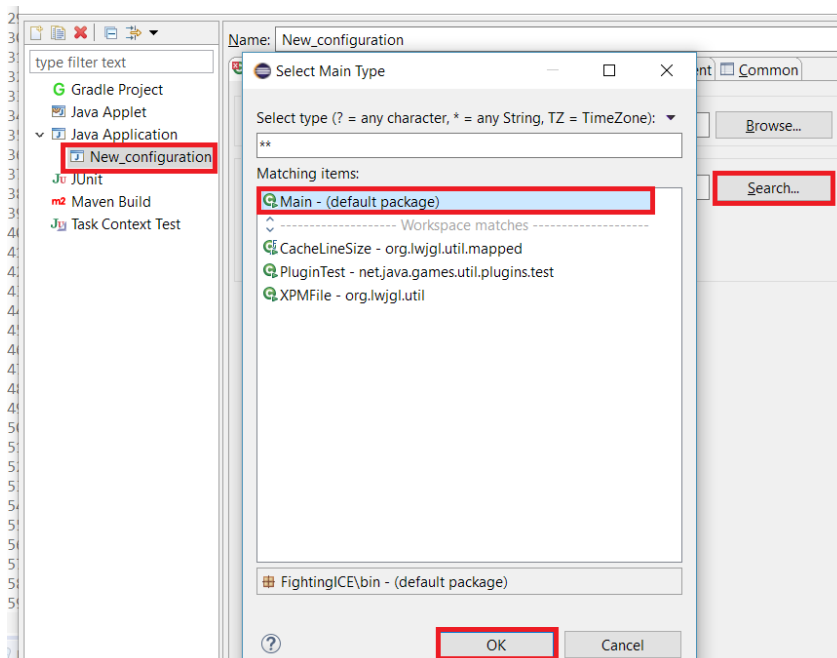 Name: New_configuration
type filter text
Gradle Project
Java Applet
Java Application
New_configuration
JUnit
Maven Build
Task Context Test
Common
Browse...
Search...
Select Main Type
Select type (? = any character, * = any String, TZ = TimeZone):
**
Matching items:
Main - (default package)
Workspace matches
CacheLineSize - org.lwjgl.util.mapped
PluginTest - net.java.games.util.plugins.test
XPMFile - org.lwjgl.util
FightingICE\bin - (default package)
OK
Cancel